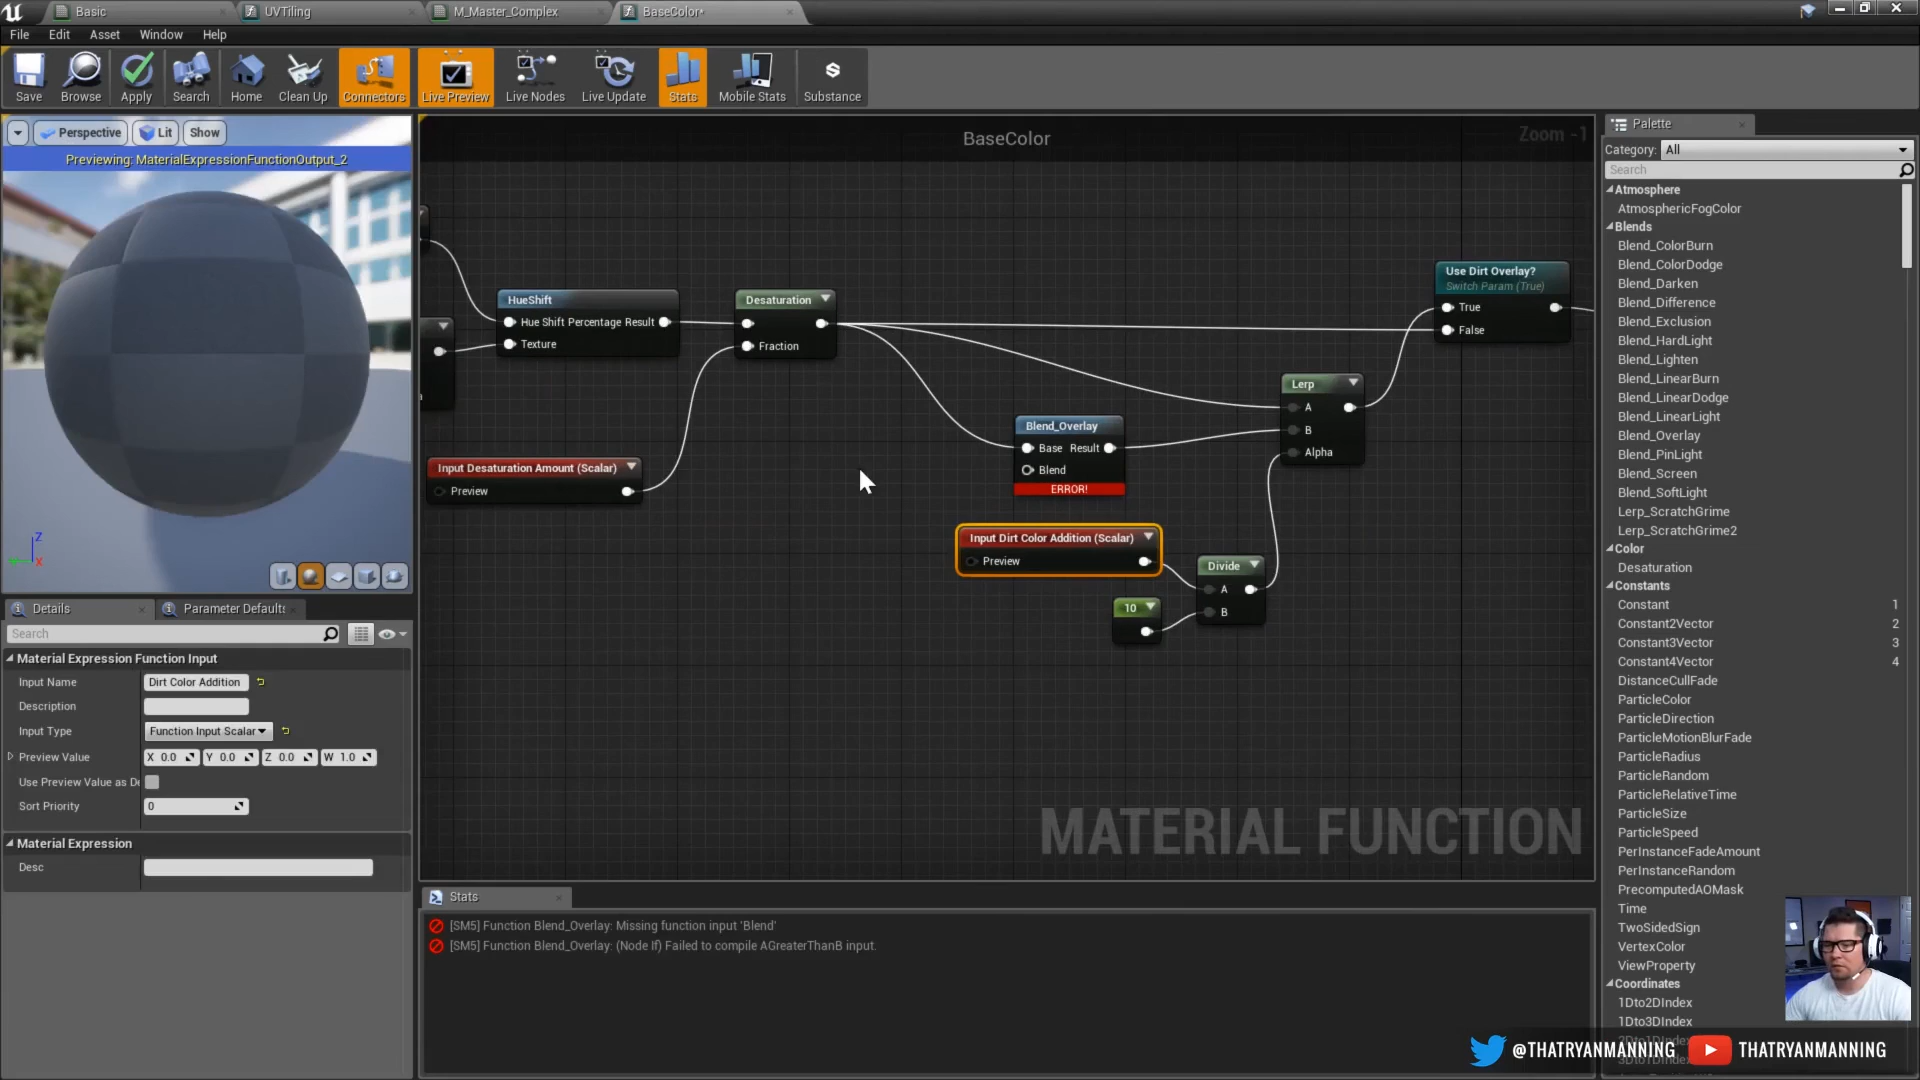 Basic
UVTiling
M_Master_Complex
BaseColor*
File Edit Asset Window Help
Save
Browse
Apply
Search
Home
Clean Up
Connectors
Live Preview
Live Nodes
Live Update
Stats
Mobile Stats
Substance
Perspective
Lit
Show
Previewing: MaterialExpressionFunctionOutput_2
BaseColor
Zoom -1
HueShift
Hue Shift Percentage Result
Texture
Desaturation
Fraction
Input Desaturation Amount (Scalar)
Preview
Blend_Overlay
Base Result
Blend
ERROR!
Input Dirt Color Addition (Scalar)
Preview
10
Divide
A
B
Lerp
A
B
Alpha
Use Dirt Overlay?
Switch Param (True)
True
False
MATERIAL FUNCTION
Z
X
Details
Parameter Defaults
Search
Material Expression Function Input
Input Name Dirt Color Addition
Description
Input Type Function Input Scalar
Preview Value X 0.0 Y 0.0 Z 0.0 W 1.0
Use Preview Value as De
Sort Priority 0
Material Expression
Desc
Stats
[SM5] Function Blend_Overlay: Missing function input 'Blend'
[SM5] Function Blend_Overlay: (Node If) Failed to compile AGreaterThanB input.
Palette
Category: All
Search
Atmosphere
AtmosphericFogColor
Blends
Blend_ColorBurn
Blend_ColorDodge
Blend_Darken
Blend_Difference
Blend_Exclusion
Blend_HardLight
Blend_Lighten
Blend_LinearBurn
Blend_LinearDodge
Blend_LinearLight
Blend_Overlay
Blend_PinLight
Blend_Screen
Blend_SoftLight
Lerp_ScratchGrime
Lerp_ScratchGrime2
Color
Desaturation
Constants
Constant 1
Constant2Vector 2
Constant3Vector 3
Constant4Vector 4
DistanceCullFade
ParticleColor
ParticleDirection
ParticleMotionBlurFade
ParticleRadius
ParticleRandom
ParticleRelativeTime
ParticleSize
ParticleSpeed
PerInstanceFadeAmount
PerInstanceRandom
PrecomputedAOMask
Time
TwoSidedSign
VertexColor
ViewProperty
Coordinates
1Dto2DIndex
1Dto3DIndex
@THATRYANMANNING
THATRYANMANNING